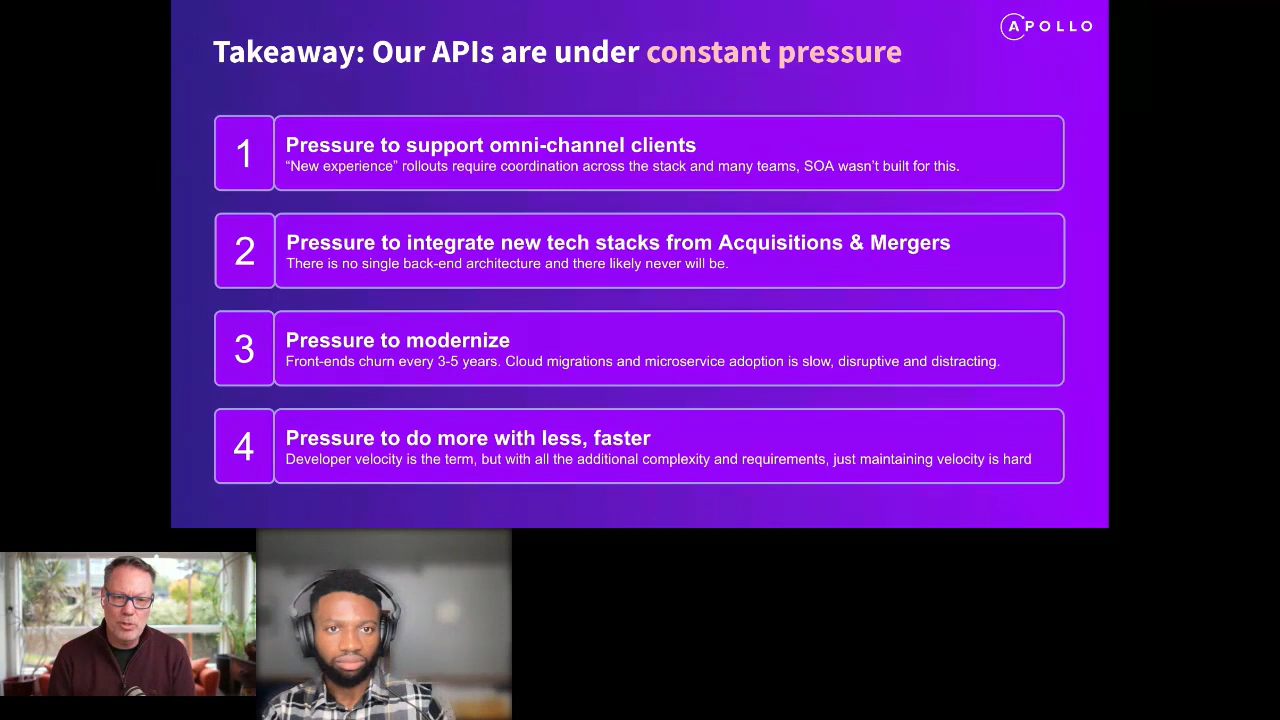 APOLLO
Takeaway: Our APIs are under constant pressure
1
Pressure to support omni-channel clients
“New experience” rollouts require coordination across the stack and many teams, SOA wasn’t built for this.
2
Pressure to integrate new tech stacks from Acquisitions & Mergers
There is no single back-end architecture and there likely never will be.
3
Pressure to modernize
Front-ends churn every 3-5 years. Cloud migrations and microservice adoption is slow, disruptive and distracting.
4
Pressure to do more with less, faster
Developer velocity is the term, but with all the additional complexity and requirements, just maintaining velocity is hard